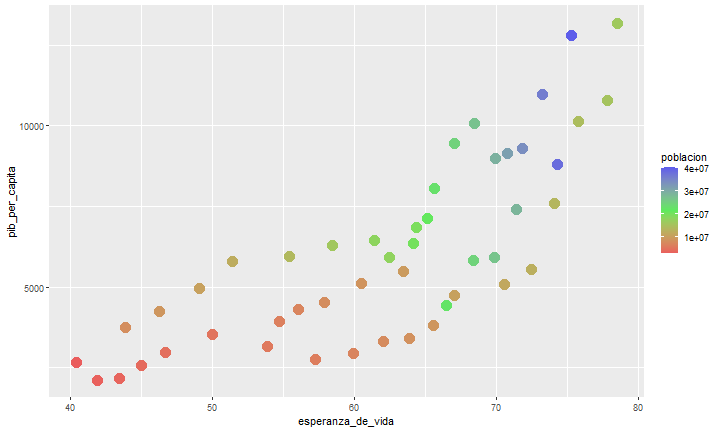 10000
5000
pib_per_capita
40
50
60
70
80
esperanza_de_vida
poblacion
4e+07
3e+07
2e+07
1e+07